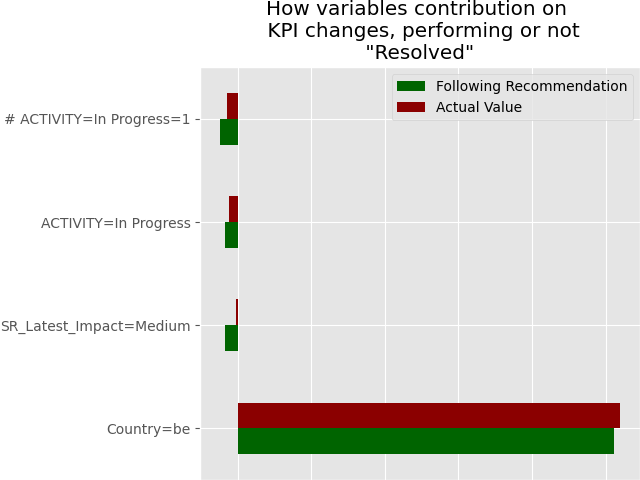 How variables contribution on
KPI changes, performing or not
"Resolved"
Following Recommendation
Actual Value
# ACTIVITY=In Progress=1
ACTIVITY=In Progress
SR_Latest_Impact=Medium
Country=be